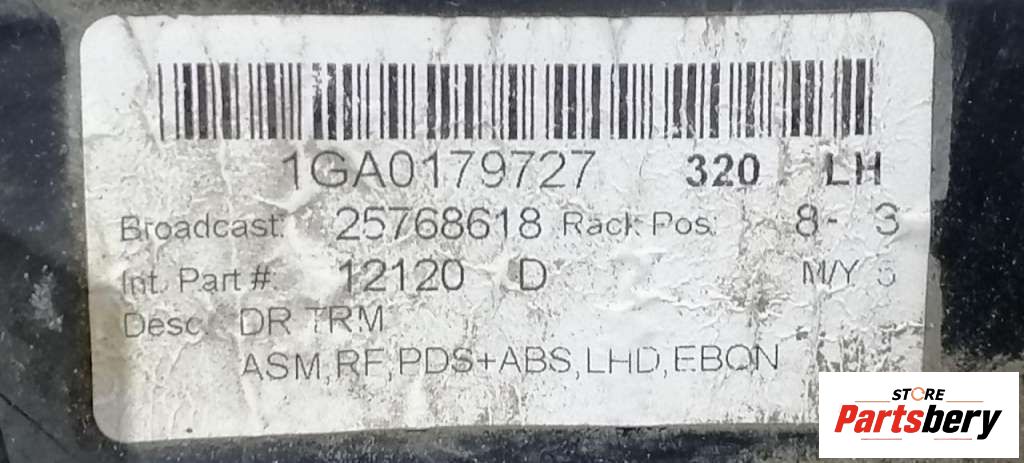 1GA0179727 320 LH
Broadcast: 25768618 Rack Pos: 8- 3
Int. Part #: 12120 D M/Y
Desc: DR TRM
ASM,RF,PDS+ABS,LHD,EBON
STORE
Partsbery